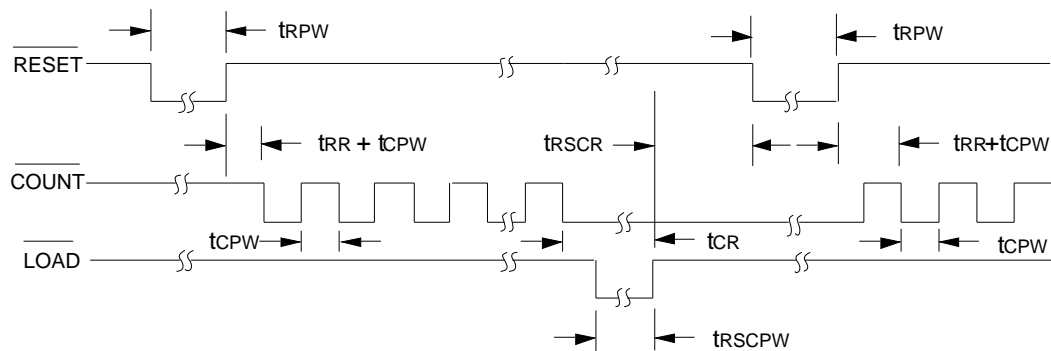 tRPW tRPW
RESET
tRR + tCPW tRSCR tRR+tCPW
COUNT
tCPW tCR tCPW
LOAD
tRSCPW